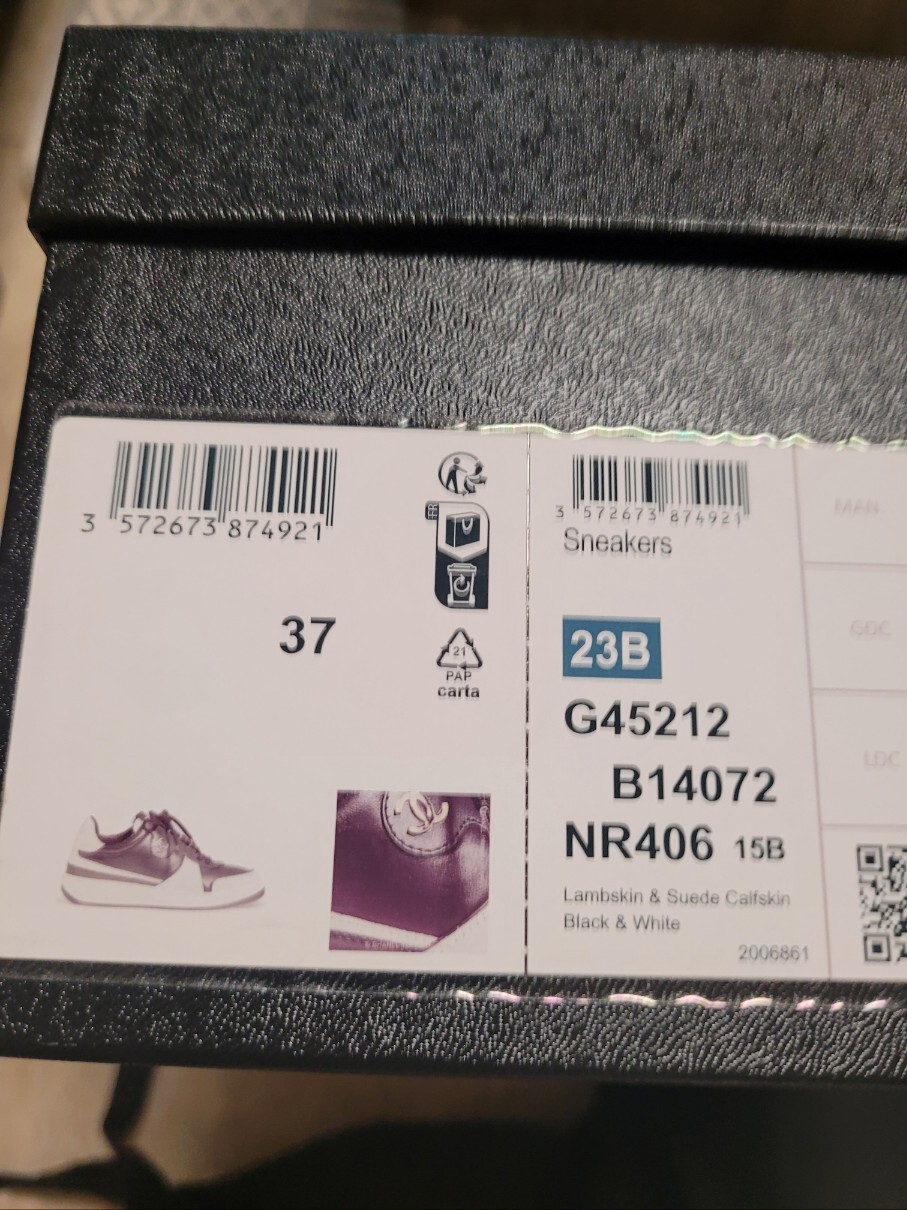 3 572673 874921
37
FR
21
PAP
carta
3 572673 874921
Sneakers
23B
G45212
B14072
NR406 15B
Lambskin & Suede Calfskin
Black & White
2006861
MAN
GDC
LDC